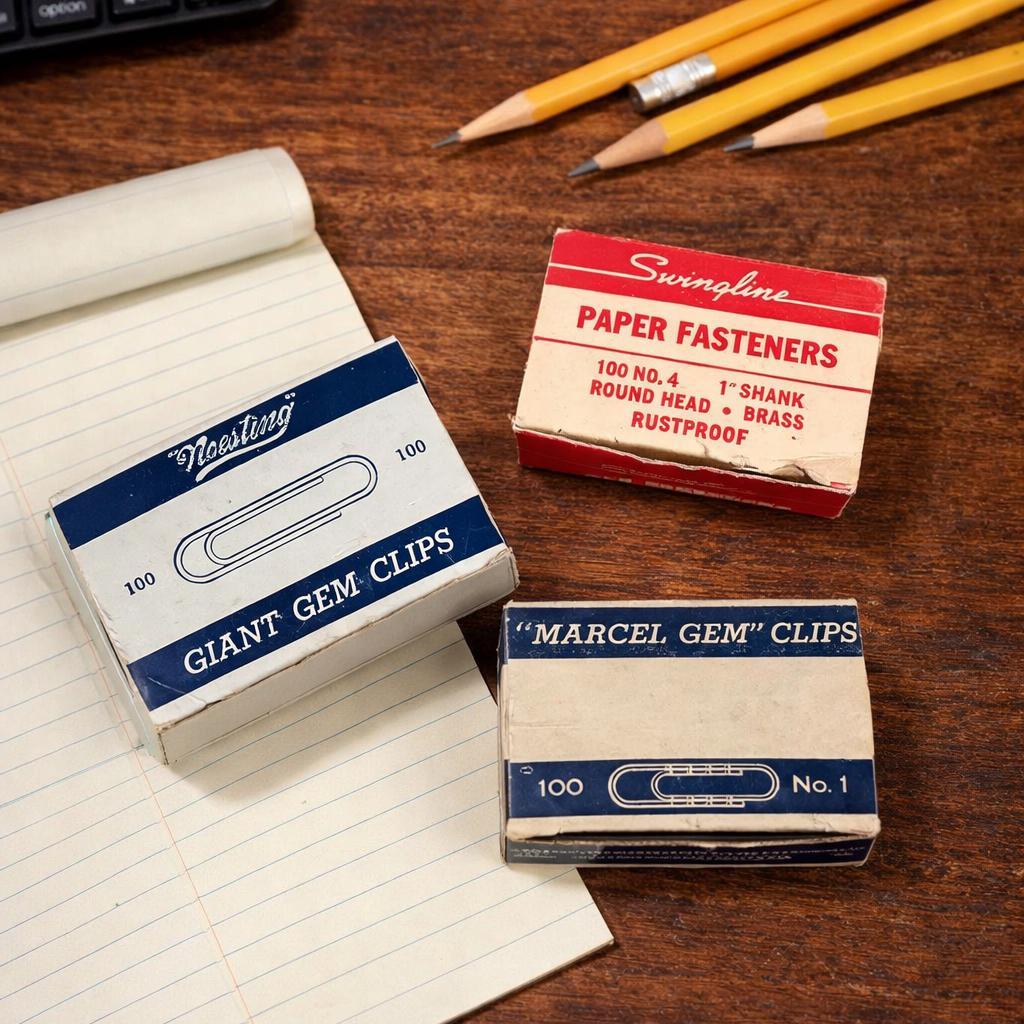 option
Swingline
PAPER FASTENERS
100 NO. 4 1" SHANK
ROUND HEAD • BRASS
RUSTPROOF
"Noesting"
100
100
GIANT GEM CLIPS
"MARCEL GEM" CLIPS
100 No. 1